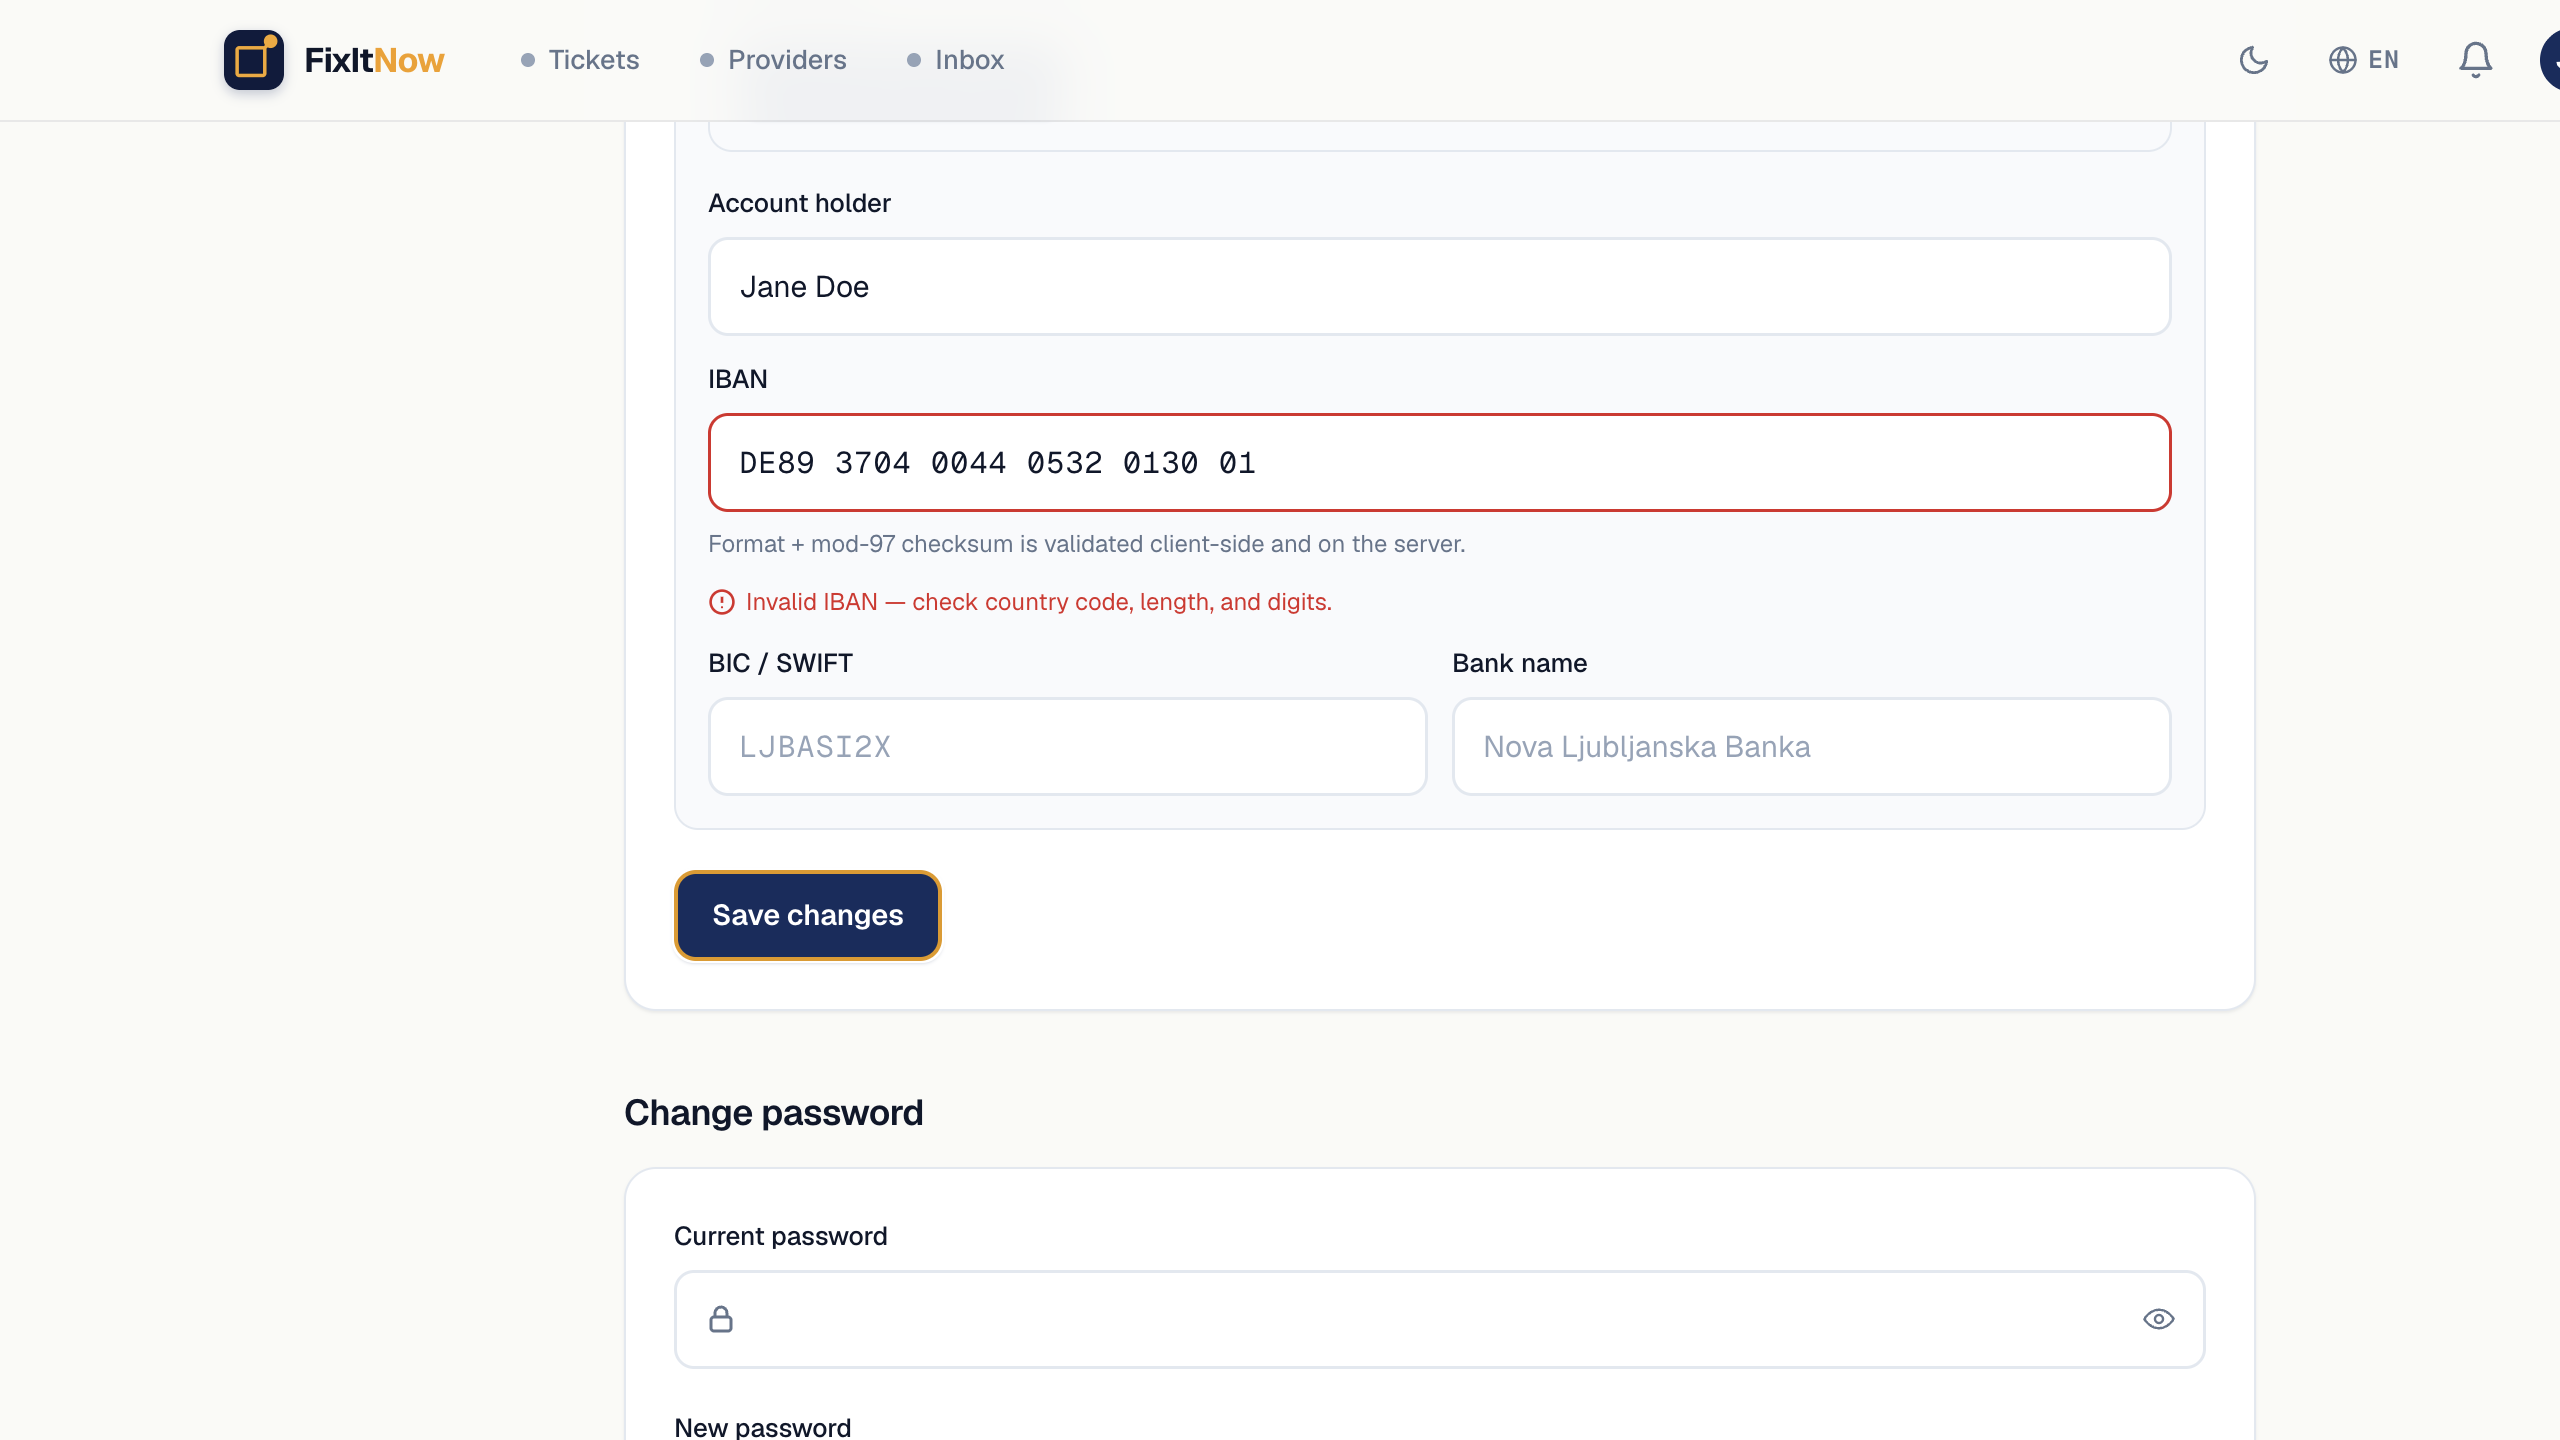 FixItNow
Tickets
Providers
Inbox
EN
Account holder
Jane Doe
IBAN
DE89 3704 0044 0532 0130 01
Format + mod-97 checksum is validated client-side and on the server.
Invalid IBAN — check country code, length, and digits.
BIC / SWIFT
Bank name
LJBASI2X
Nova Ljubljanska Banka
Save changes
Change password
Current password
New password